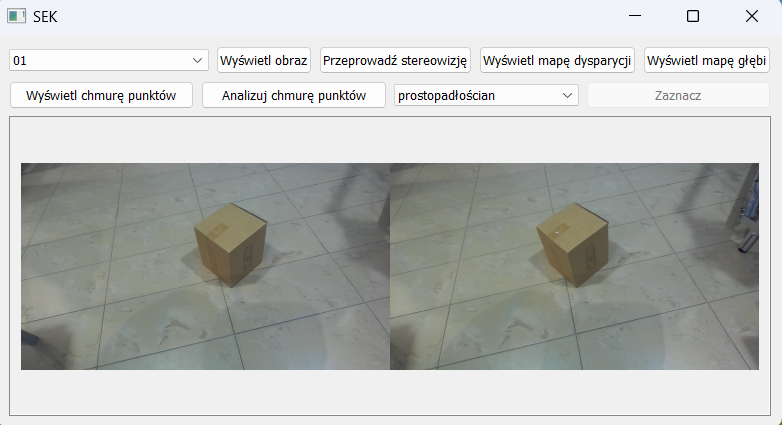 SEK
01 Wyświetl obraz Przeprowadź stereowizję Wyświetl mapę dysparycji Wyświetl mapę głębi
Wyświetl chmurę punktów Analizuj chmurę punktów prostopadłościan Zaznacz